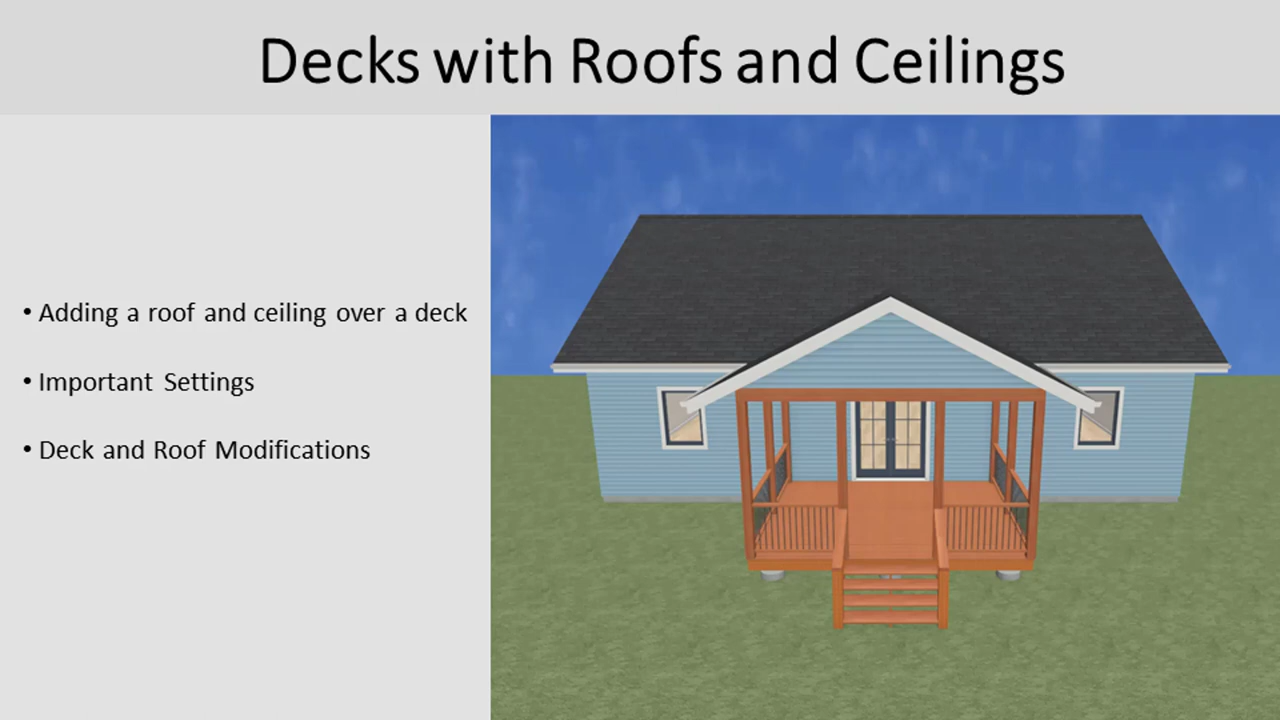 Decks with Roofs and Ceilings
• Adding a roof and ceiling over a deck
• Important Settings
• Deck and Roof Modifications